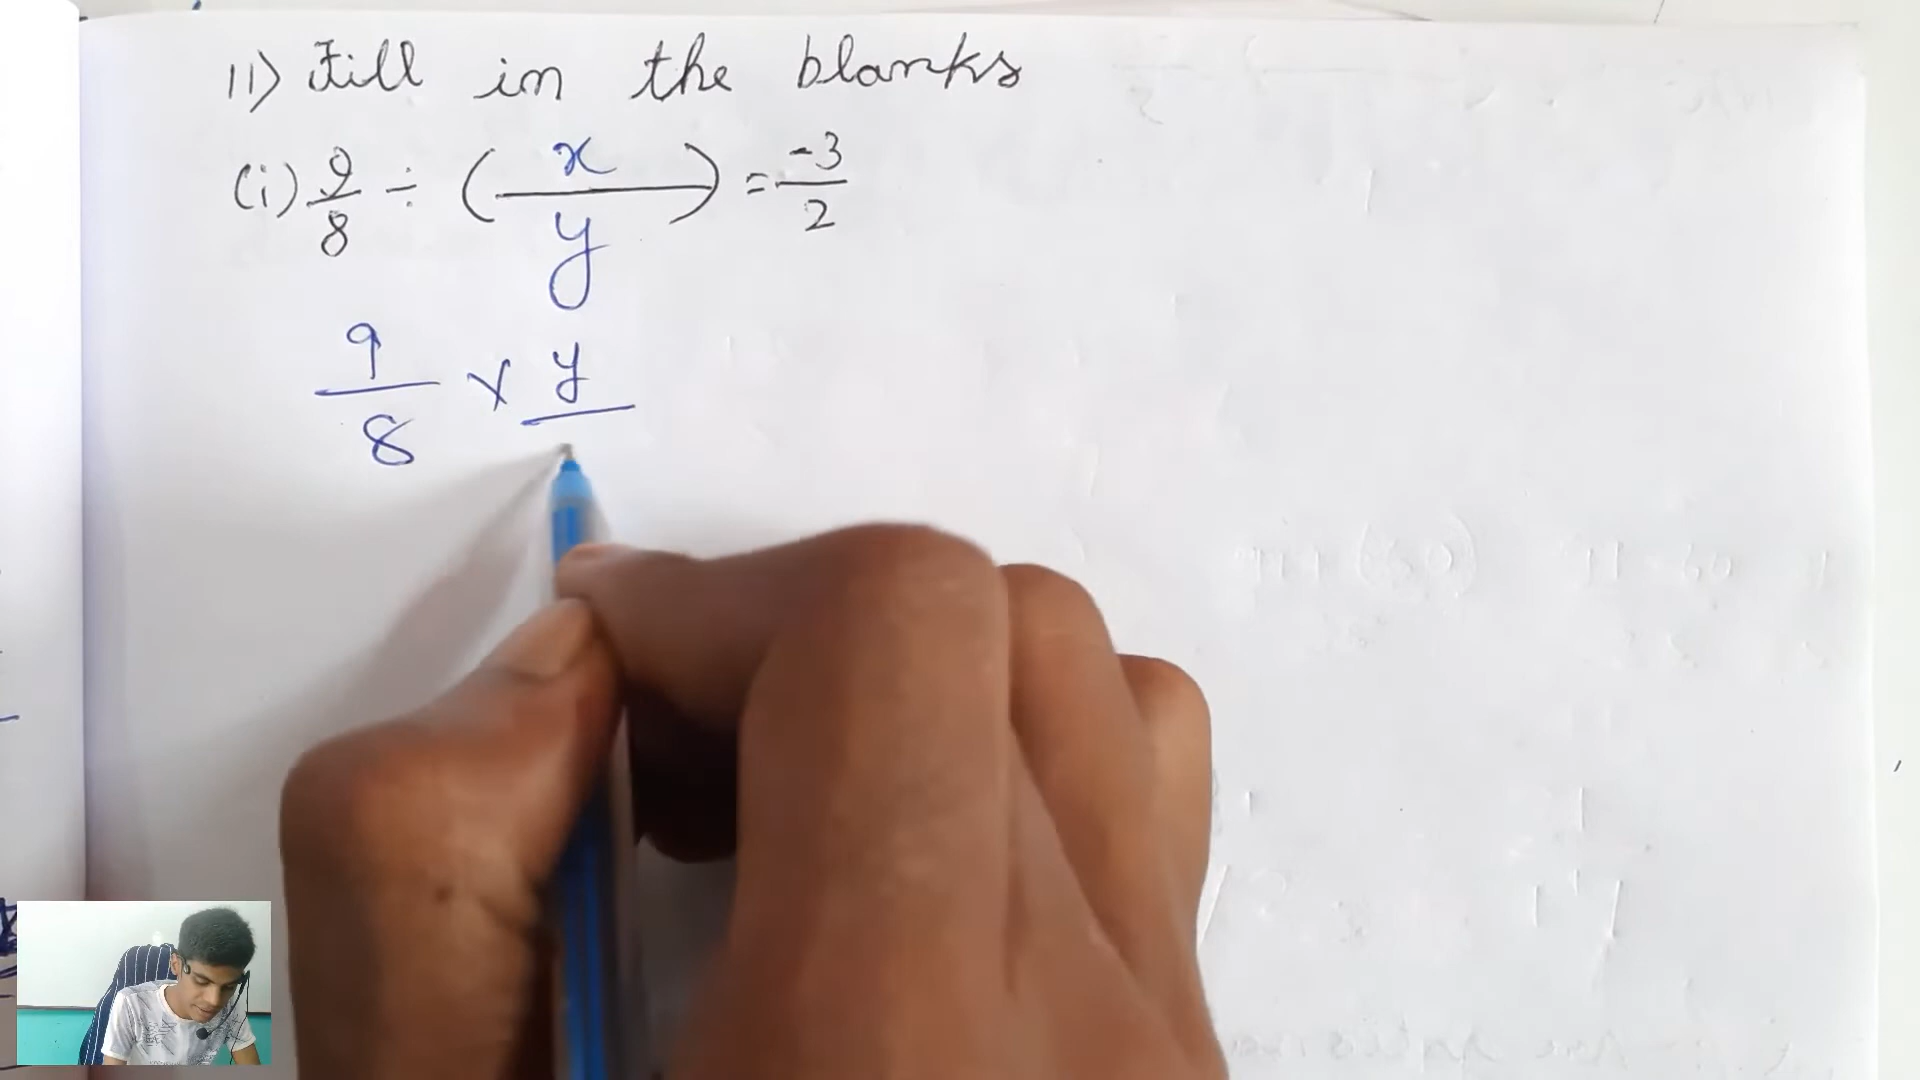 11) Fill in the blanks
(i) 9/8 ÷ (x/y) = -3/2
9/8 × y/